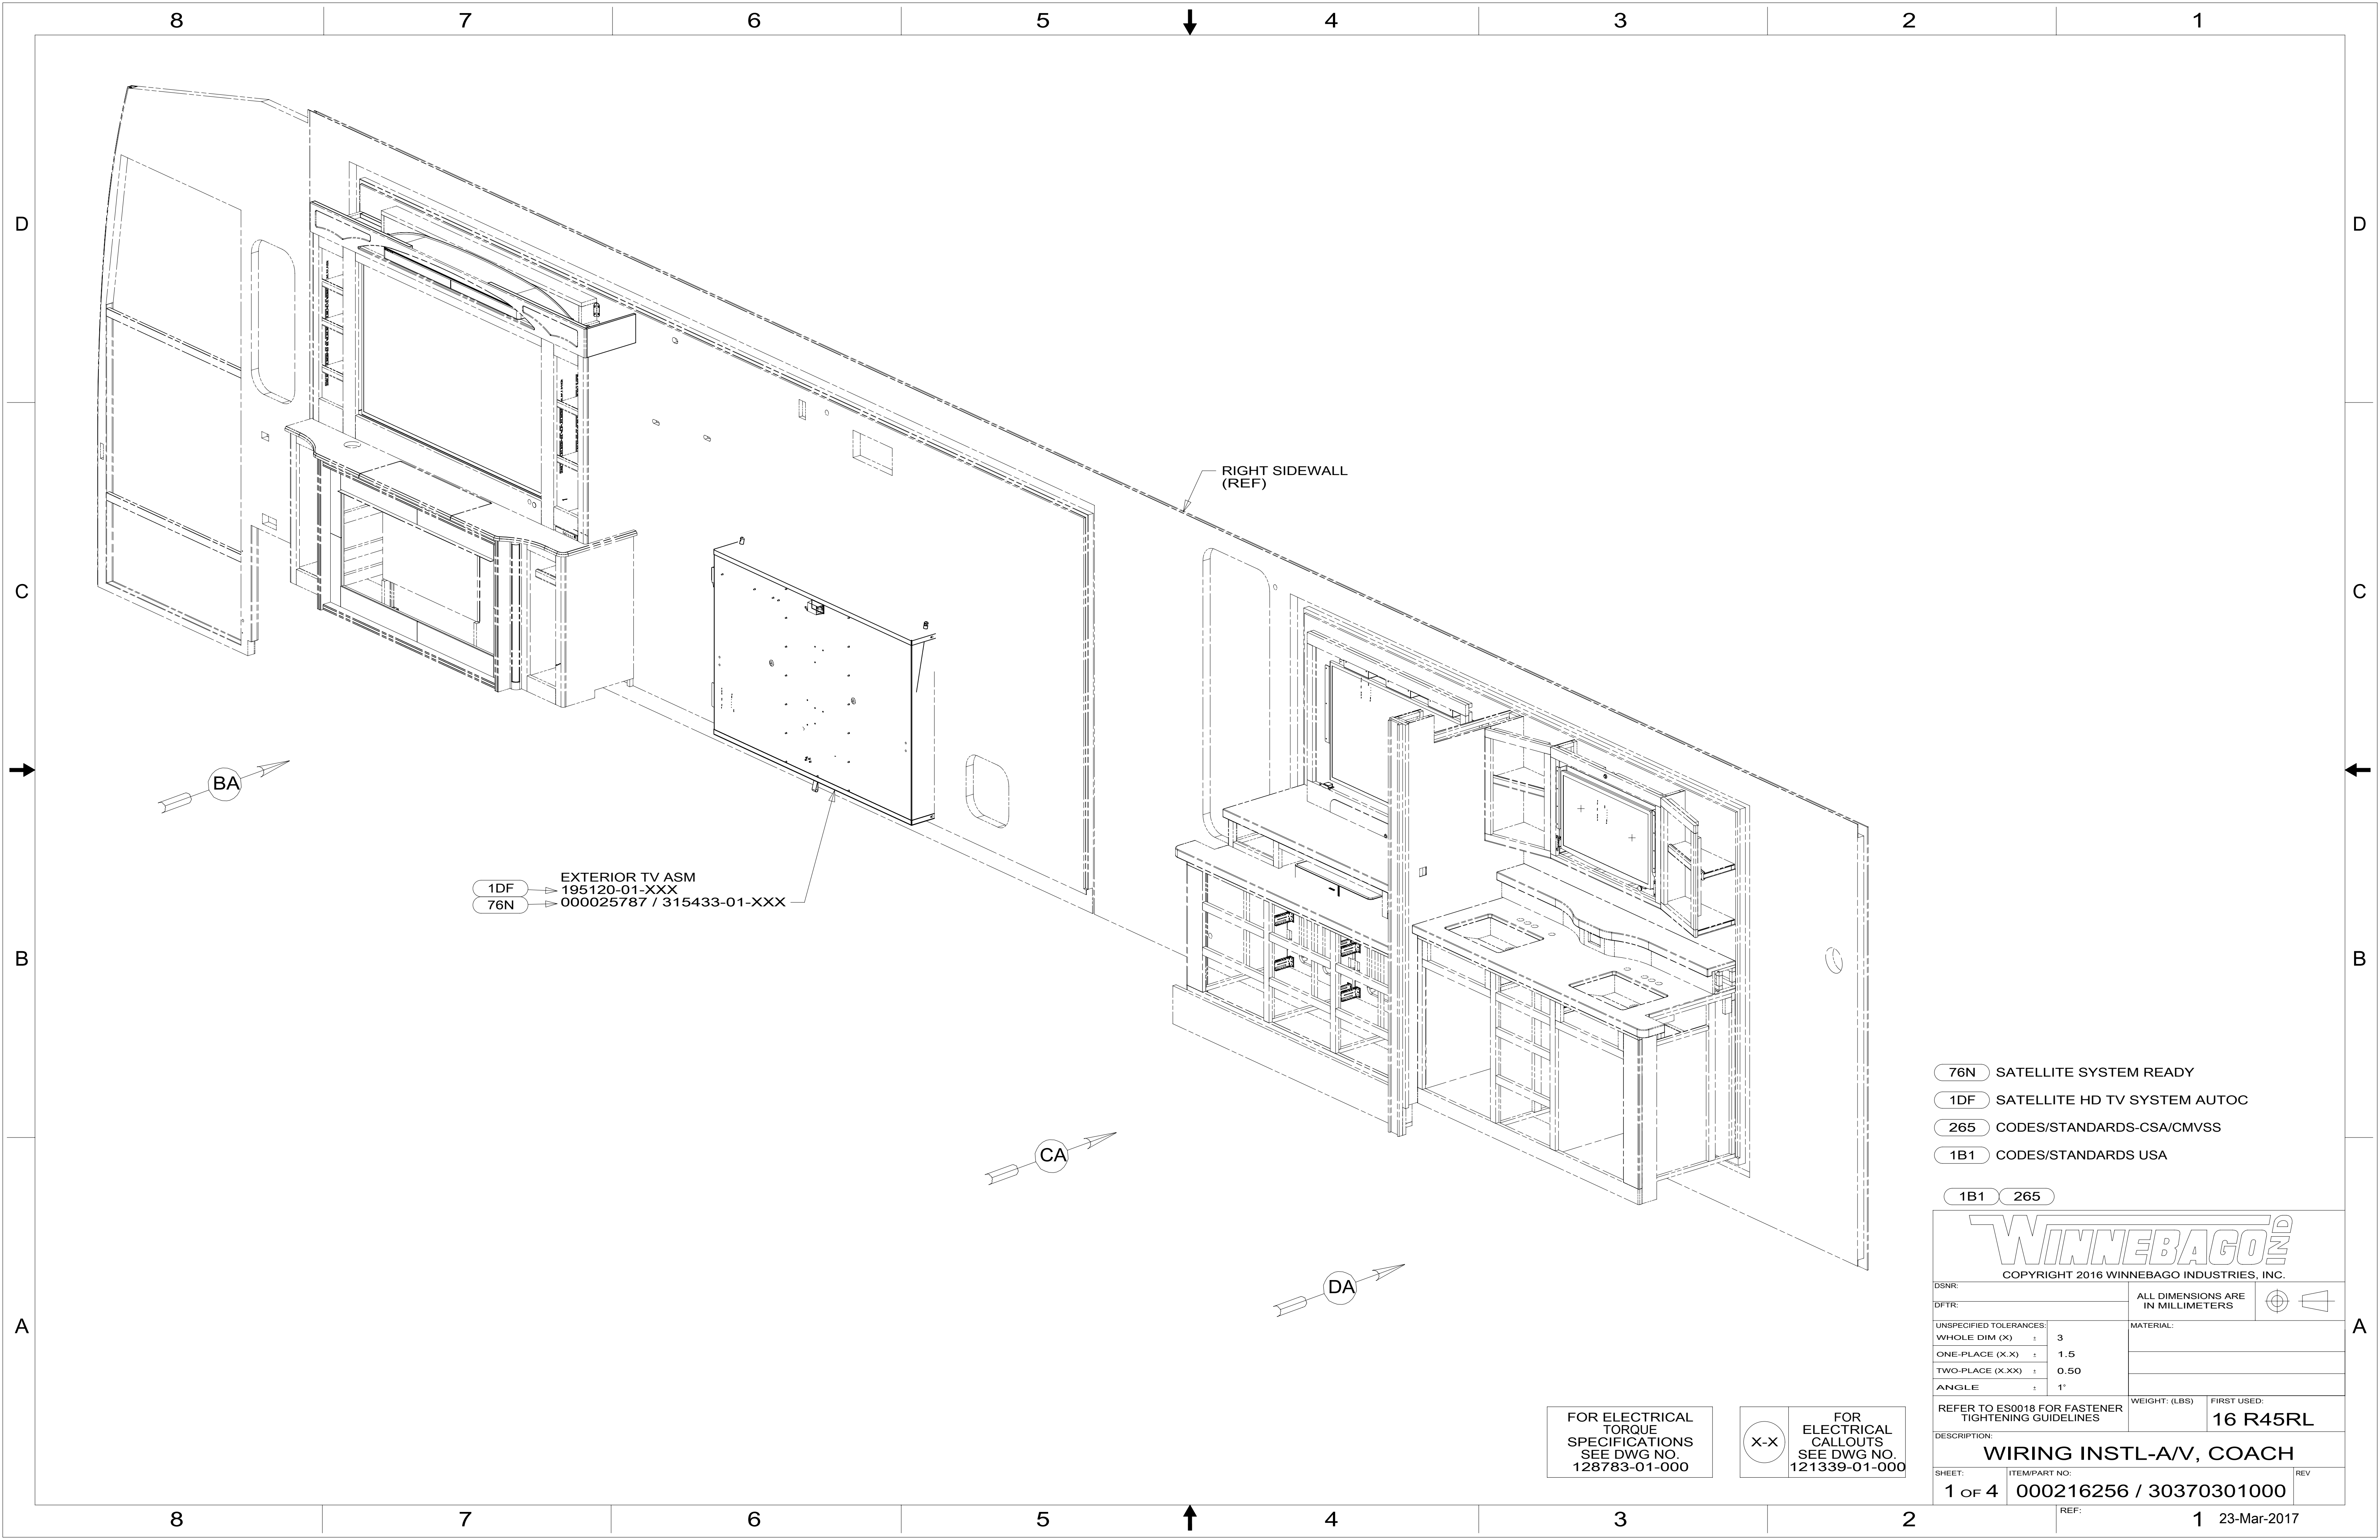 8 7 6 5 4 3 2 1
D D
RIGHT SIDEWALL
(REF)
C C
BA
EXTERIOR TV ASM
1DF 195120-01-XXX
76N 000025787 / 315433-01-XXX
B B
CA
DA
76N SATELLITE SYSTEM READY
1DF SATELLITE HD TV SYSTEM AUTOC
265 CODES/STANDARDS-CSA/CMVSS
1B1 CODES/STANDARDS USA
1B1 265
WINNEBAGO IND
COPYRIGHT 2016 WINNEBAGO INDUSTRIES, INC.
DSNR:
DFTR:
ALL DIMENSIONS ARE
IN MILLIMETERS
A A
UNSPECIFIED TOLERANCES:
WHOLE DIM (X) ± 3
ONE-PLACE (X.X) ± 1.5
TWO-PLACE (X.XX) ± 0.50
ANGLE ± 1°
MATERIAL:
REFER TO ES0018 FOR FASTENER
TIGHTENING GUIDELINES
WEIGHT: (LBS)
FIRST USED:
16 R45RL
DESCRIPTION:
WIRING INSTL-A/V, COACH
SHEET:
1 OF 4
ITEM/PART NO:
000216256 / 30370301000
REV
FOR ELECTRICAL
TORQUE
SPECIFICATIONS
SEE DWG NO.
128783-01-000
X-X
FOR
ELECTRICAL
CALLOUTS
SEE DWG NO.
121339-01-000
8 7 6 5 4 3 2 1
REF:
23-Mar-2017